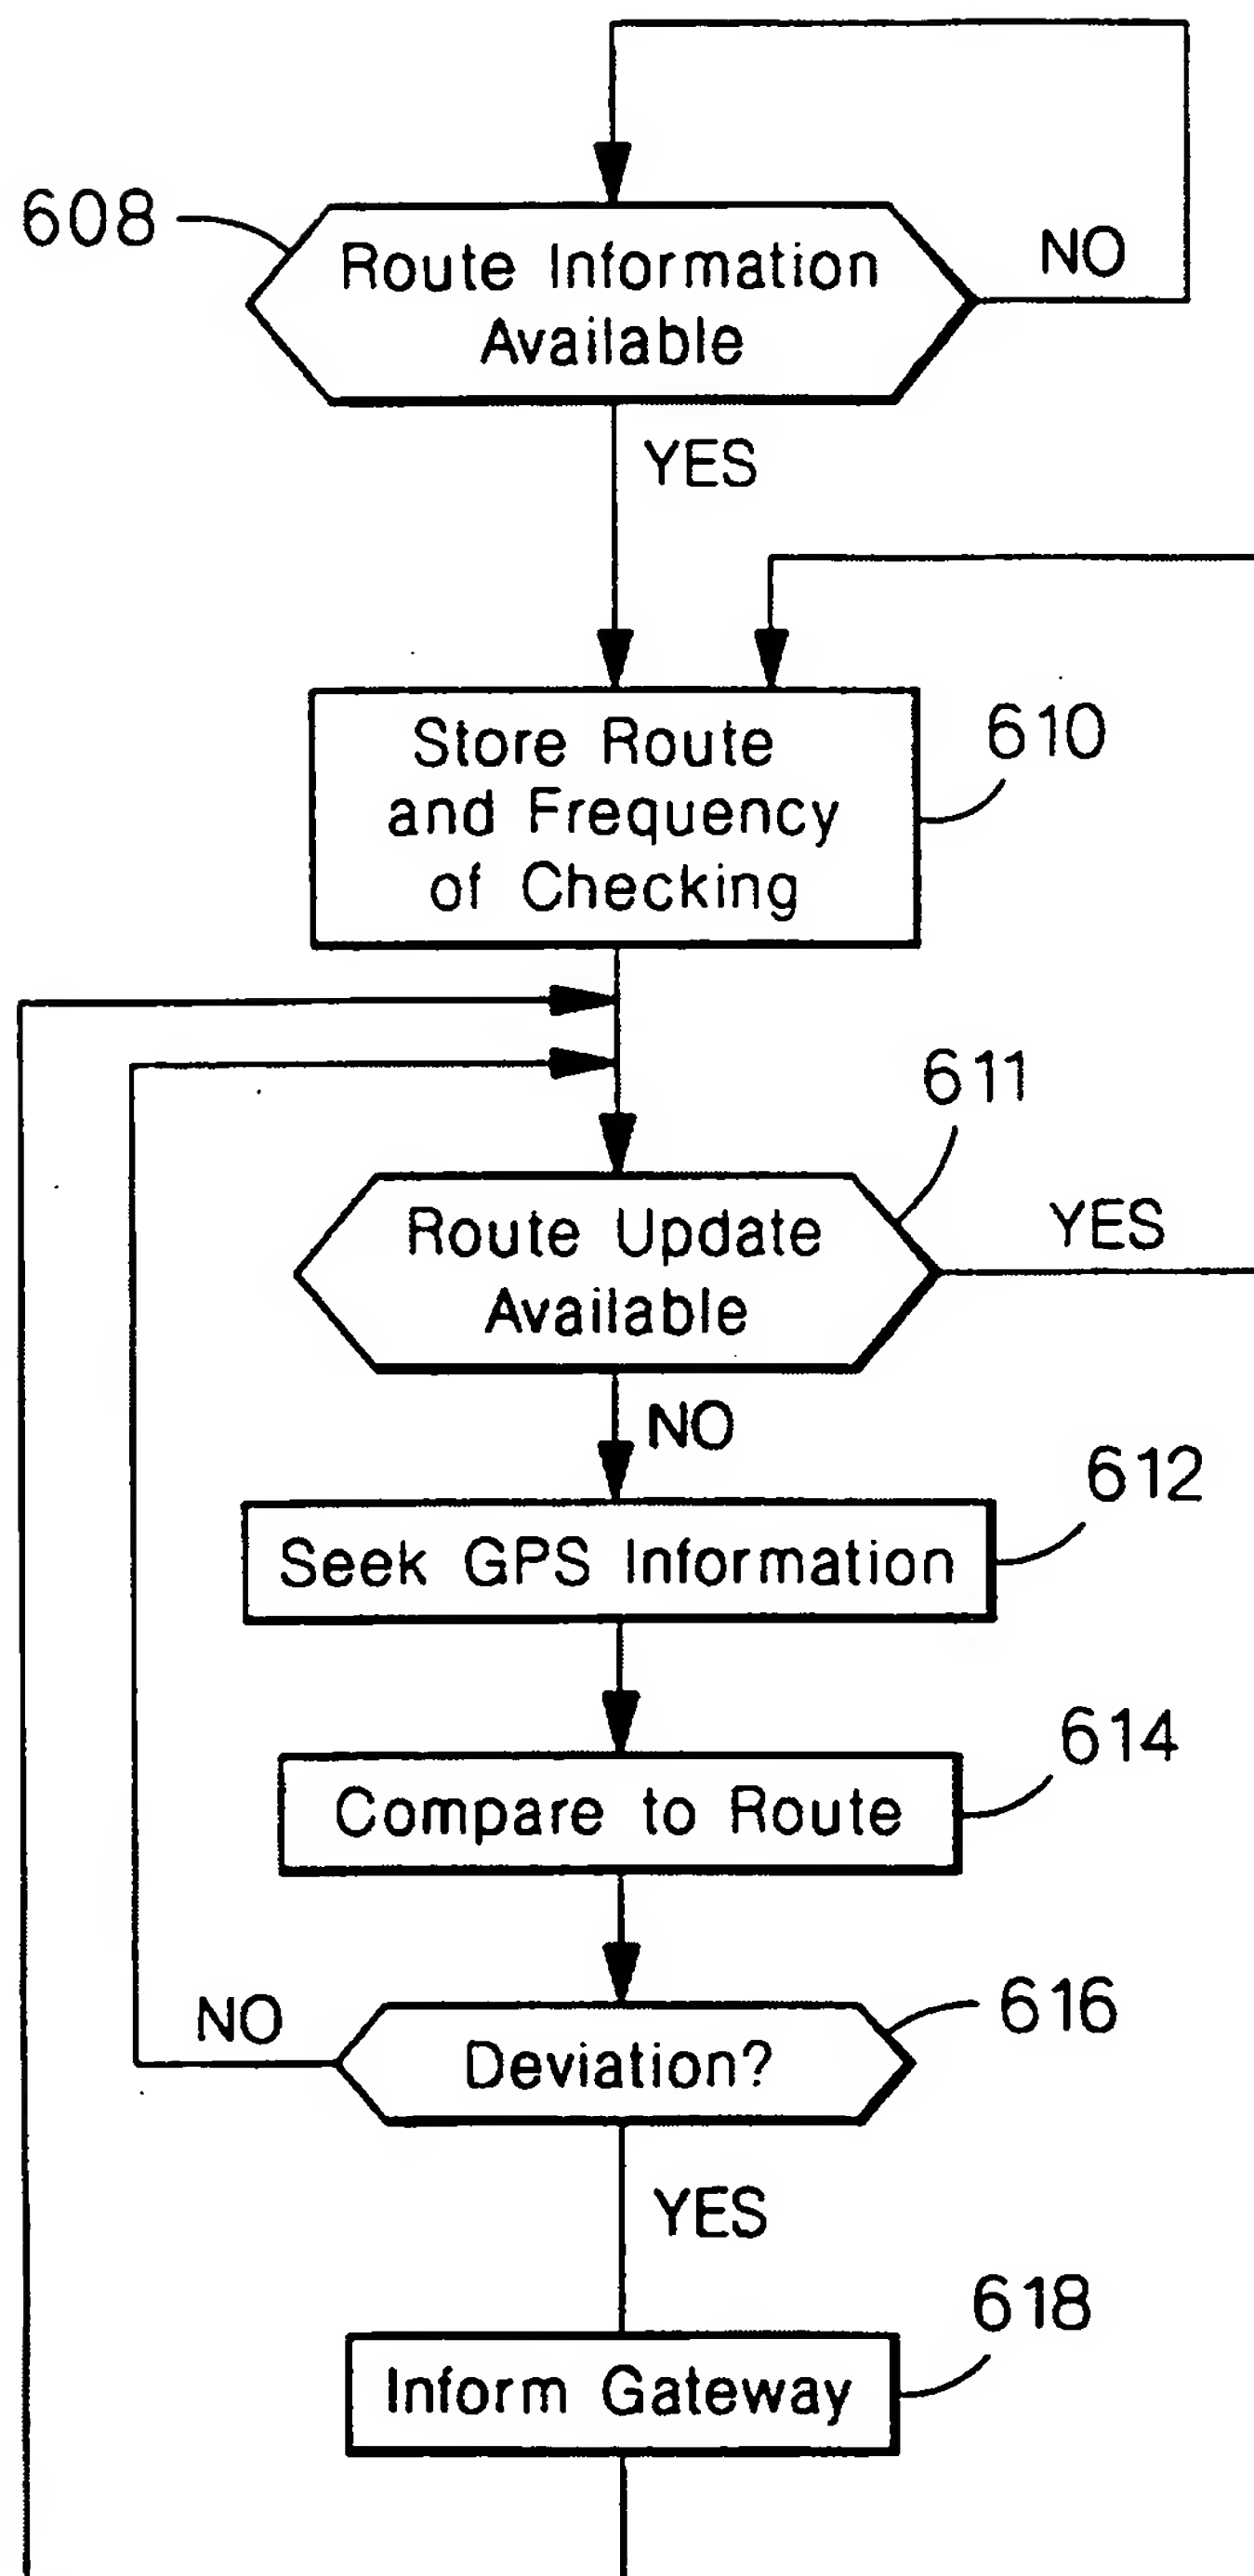 608
Route Information
Available
NO
YES
Store Route
and Frequency
of Checking
610
611
Route Update
Available
YES
NO
612
Seek GPS Information
614
Compare to Route
616
NO
Deviation?
YES
618
Inform Gateway